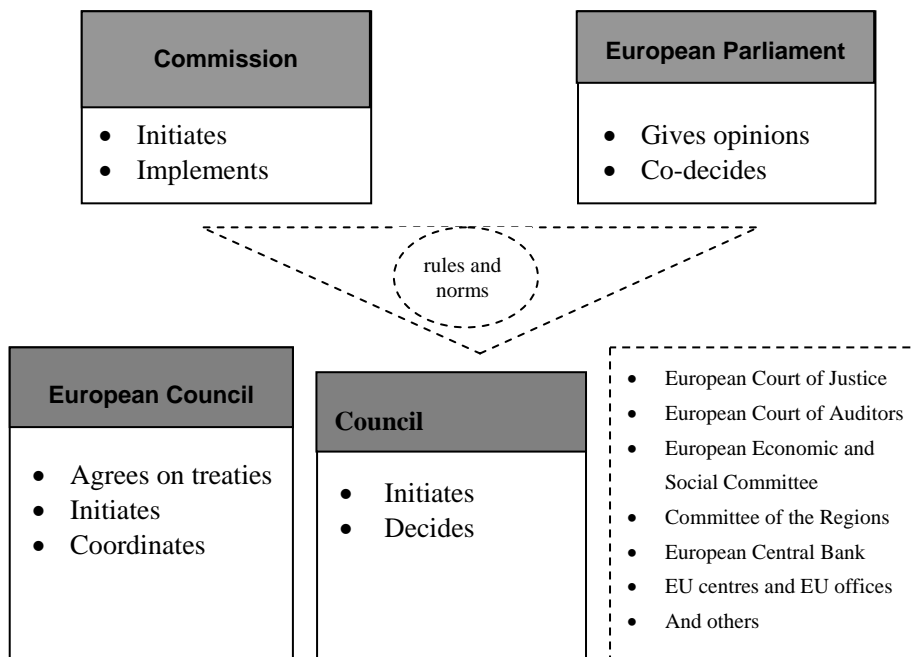 Commission
• Initiates
• Implements
European Parliament
• Gives opinions
• Co-decides
rules and
norms
European Council
• Agrees on treaties
• Initiates
• Coordinates
Council
• Initiates
• Decides
• European Court of Justice
• European Court of Auditors
• European Economic and
Social Committee
• Committee of the Regions
• European Central Bank
• EU centres and EU offices
• And others